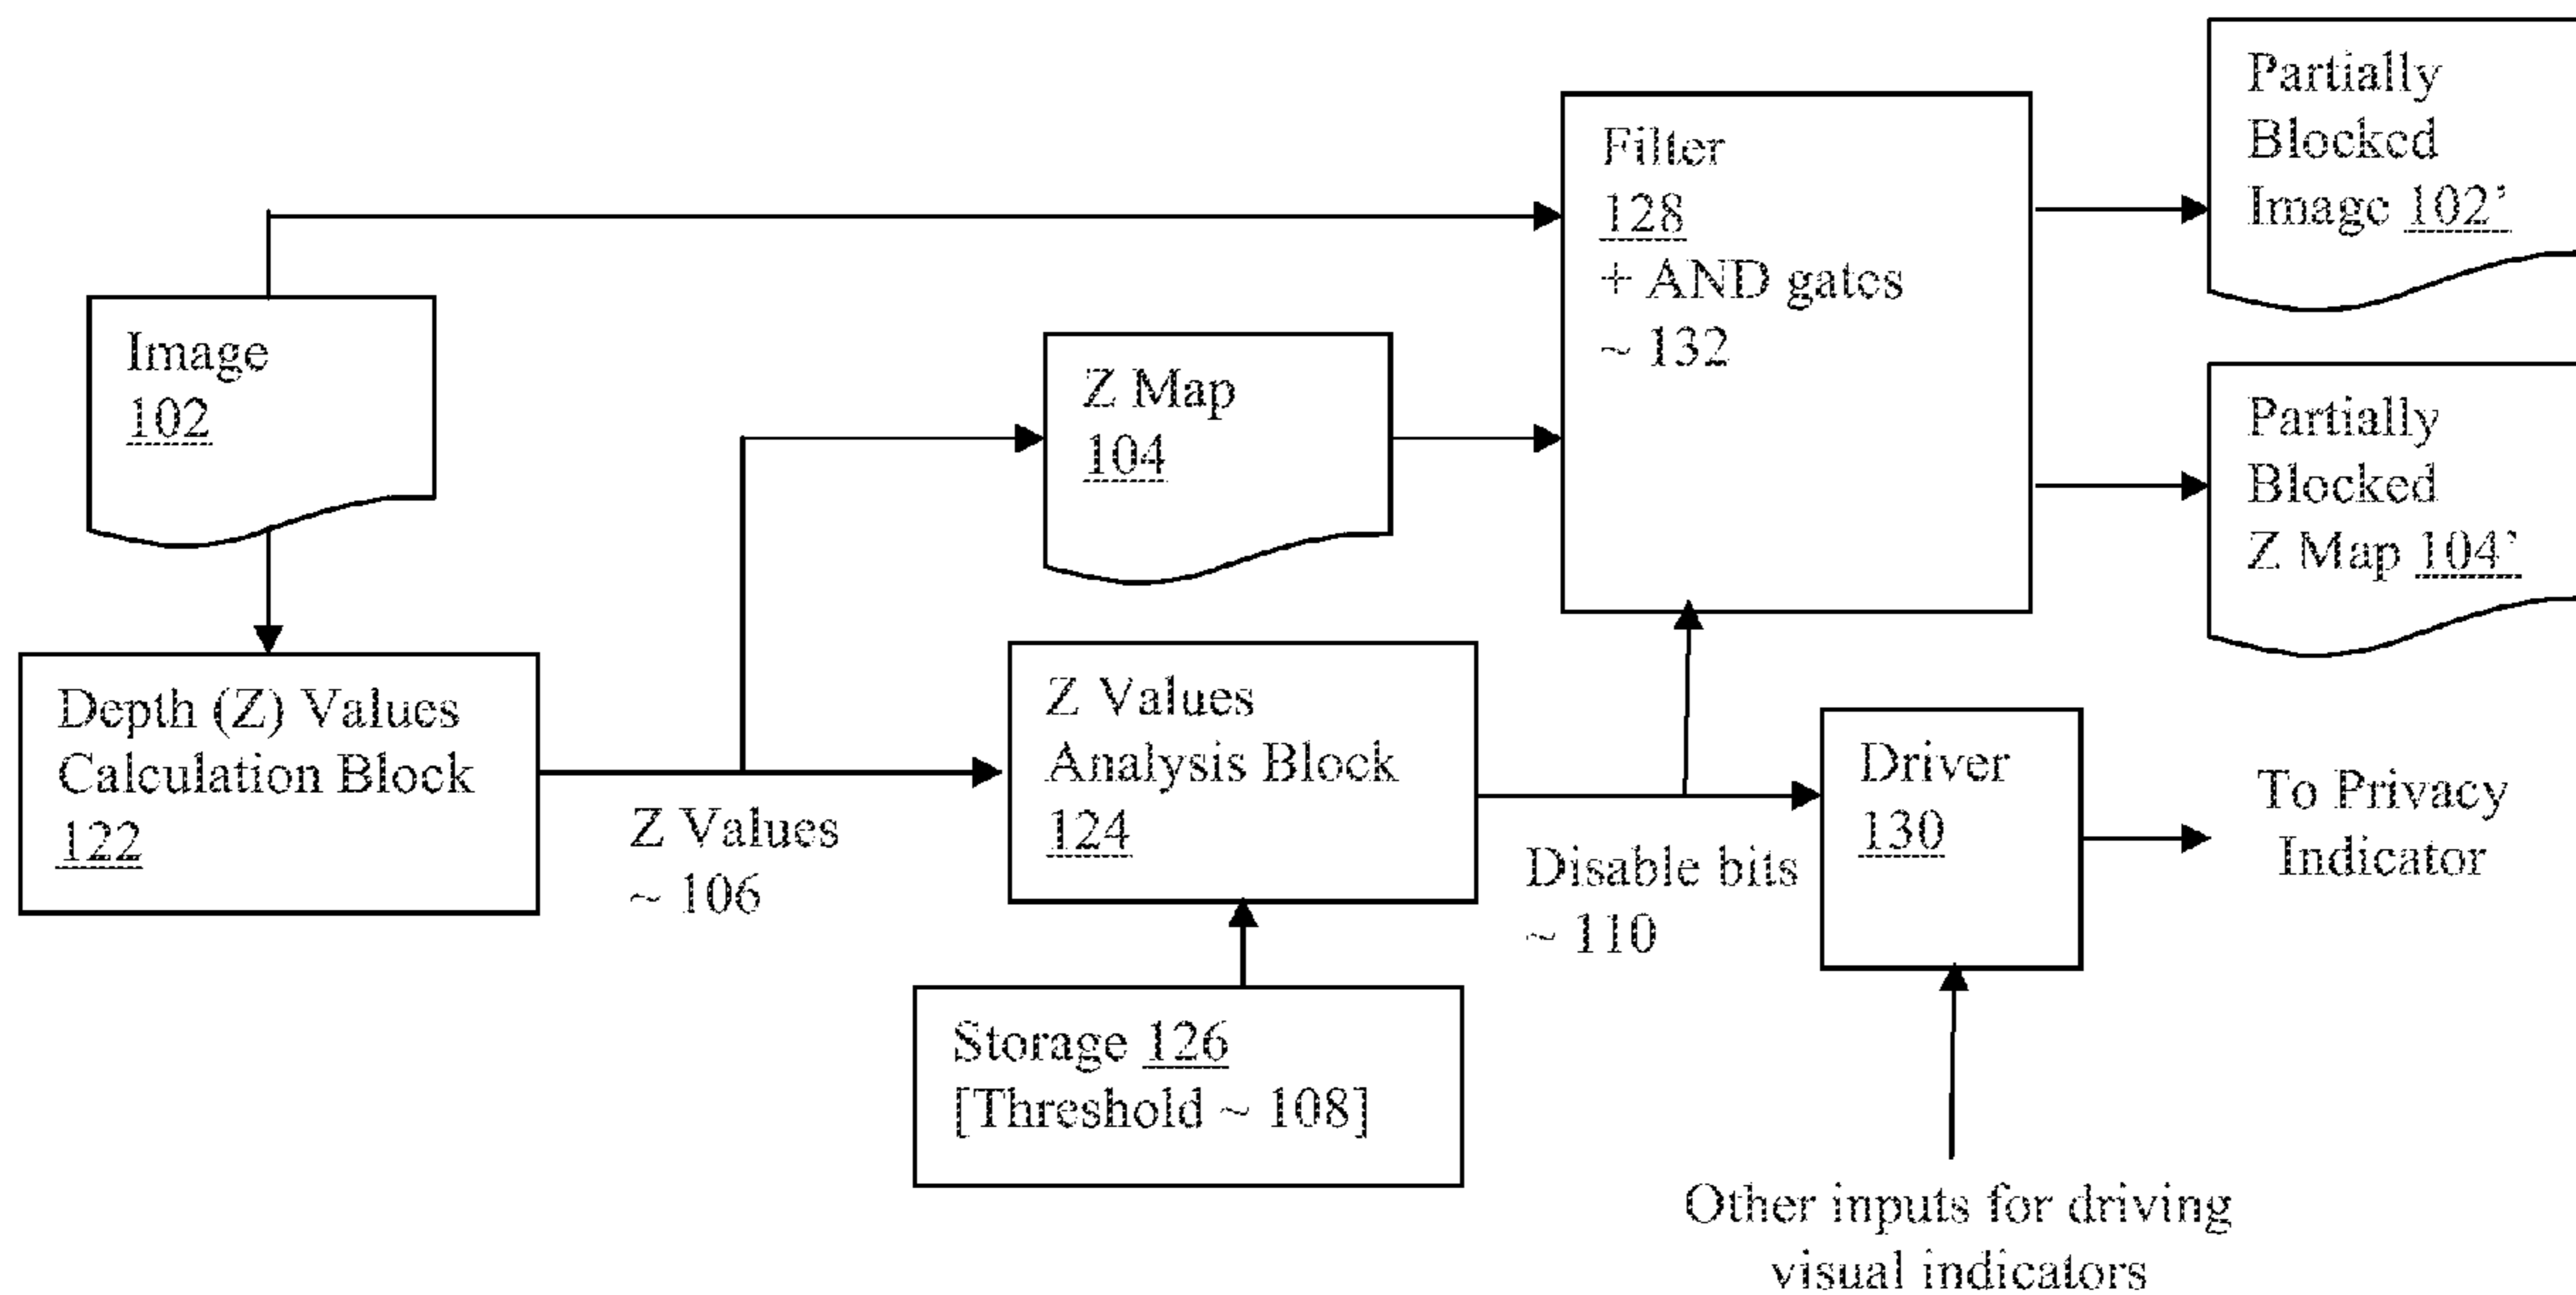 Image
102
Depth (Z) Values
Calculation Block
122
Z Values
~ 106
Z Map
104
Z Values
Analysis Block
124
Storage 126
[Threshold ~ 108]
Filter
128
+ AND gates
~ 132
Disable bits
~ 110
Driver
130
Other inputs for driving
visual indicators
Partially
Blocked
Image 102’
Partially
Blocked
Z Map 104’
To Privacy
Indicator